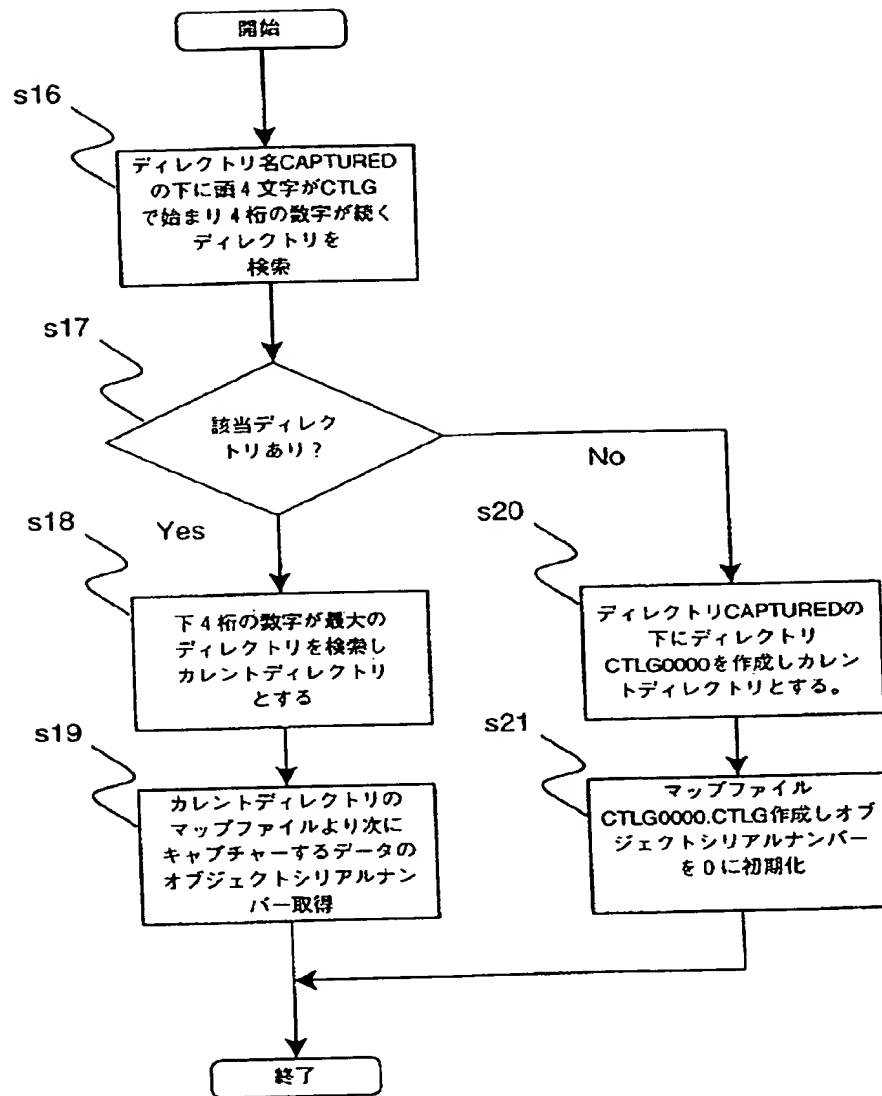 開始
s16
ディレクトリ名CAPTURED
の下に頭4文字がCTLG
で始まり4桁の数字が続く
ディレクトリを
検索
s17
該当ディレク
トリあり?
No
Yes
s18
下4桁の数字が最大の
ディレクトリを検索し
カレントディレクトリ
とする
s20
ディレクトリCAPTUREDの
下にディレクトリ
CTLG0000を作成しカレン
トディレクトリとする。
s19
カレントディレクトリの
マップファイルより次に
キャプチャーするデータの
オブジェクトシリアルナン
バー取得
s21
マップファイル
CTLG0000.CTLG作成しオブ
ジェクトシリアルナンバー
を0に初期化
終了